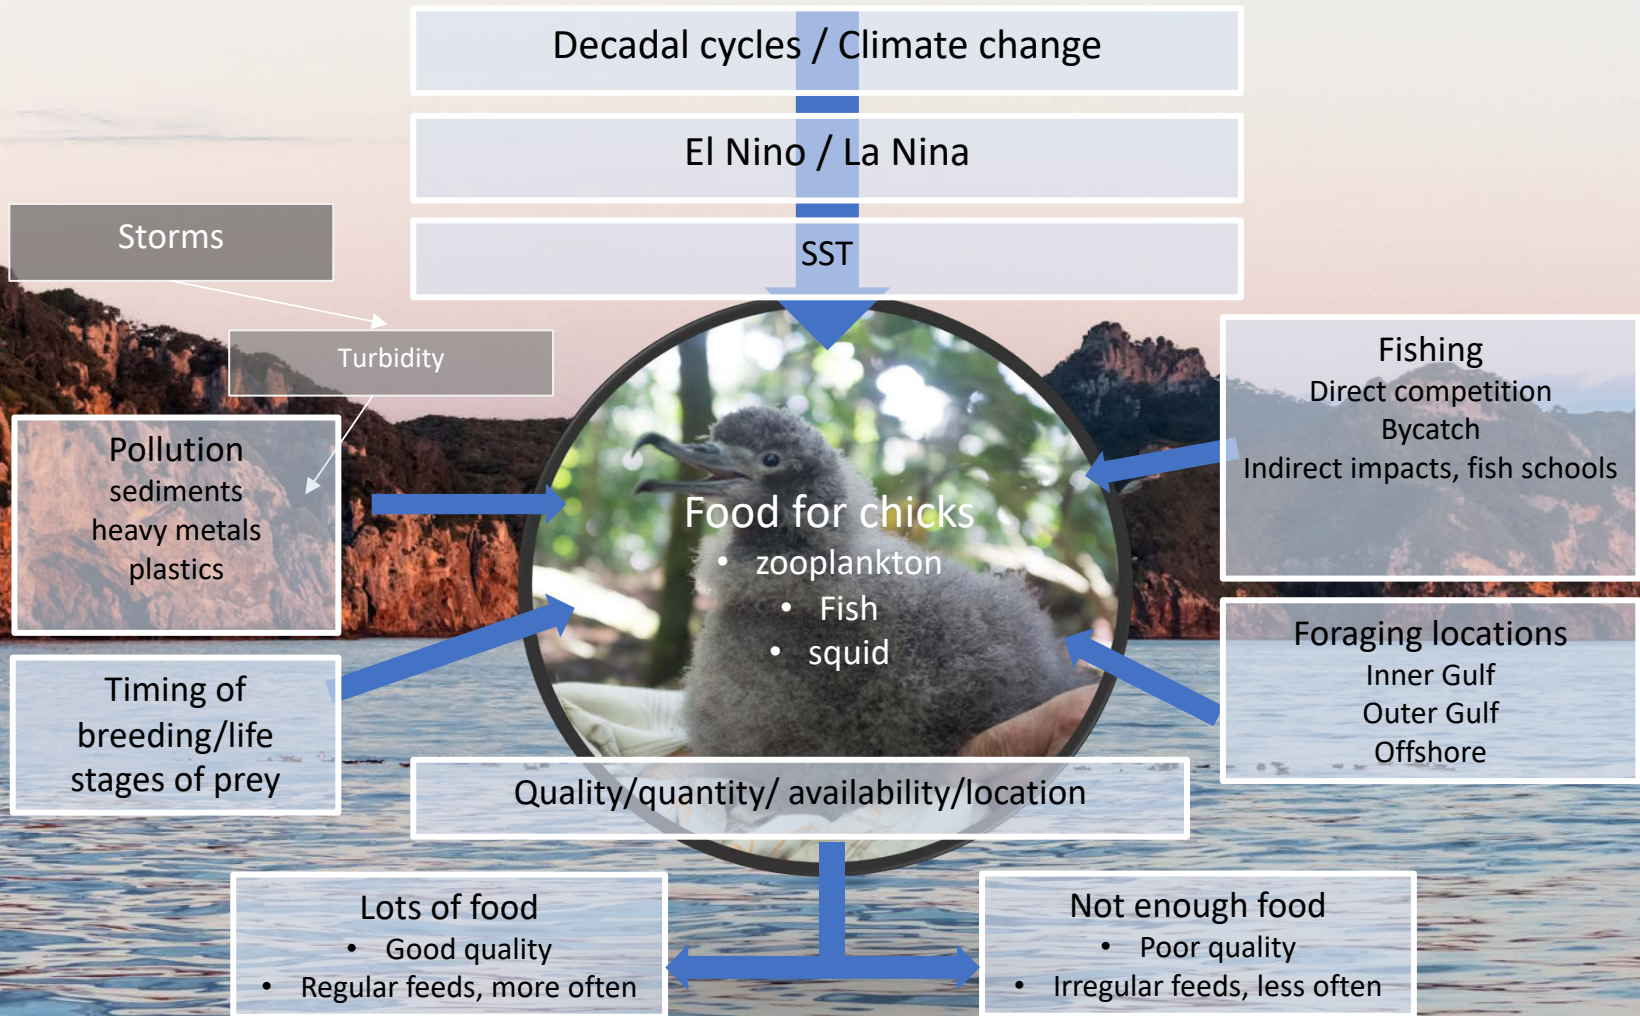 Decadal cycles / Climate change
El Nino / La Nina
SST
Storms
Turbidity
Pollution
sediments
heavy metals
plastics
Timing of
breeding/life
stages of prey
Food for chicks
• zooplankton
• Fish
• squid
Fishing
Direct competition
Bycatch
Indirect impacts, fish schools
Foraging locations
Inner Gulf
Outer Gulf
Offshore
Quality/quantity/ availability/location
Lots of food
• Good quality
• Regular feeds, more often
Not enough food
• Poor quality
• Irregular feeds, less often